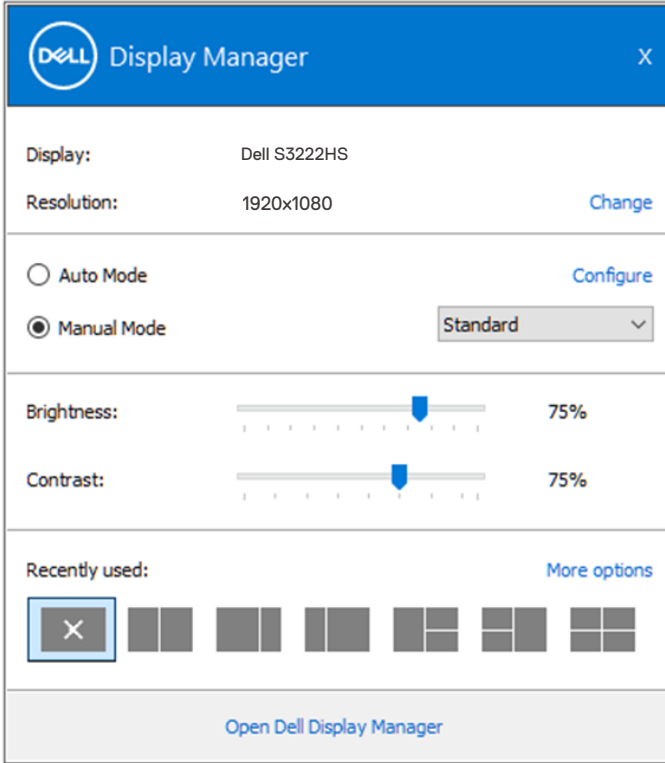 DELL Display Manager X
Display: Dell S3222HS
Resolution: 1920x1080 Change
Auto Mode Configure
Manual Mode Standard
Brightness: 75%
Contrast: 75%
Recently used: More options
Open Dell Display Manager